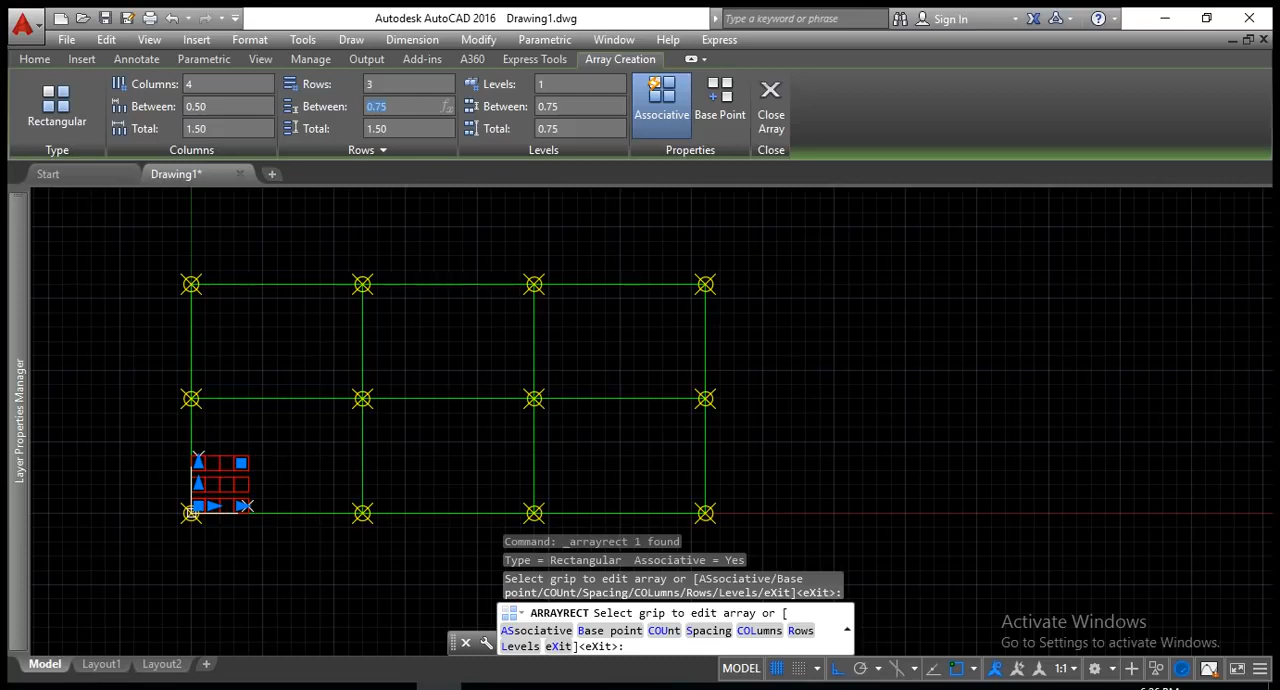 Autodesk AutoCAD 2016 Drawing1.dwg
Type a keyword or phrase
Sign In
File Edit View Insert Format Tools Draw Dimension Modify Parametric Window Help Express
Home Insert Annotate Parametric View Manage Output Add-ins A360 Express Tools Array Creation
Columns: 4
Rows: 3
Levels: 1
Between: 0.50
Between: 0.75
Between: 0.75
Total: 1.50
Total: 1.50
Total: 0.75
Rectangular
Associative
Base Point
Close
Array
Type
Columns
Rows
Levels
Properties
Close
Start
Drawing1*
Layer Properties Manager
Command: _arrayrect 1 found
Type = Rectangular Associative = Yes
Select grip to edit array or [ASsociative/Base
point/COUnt/Spacing/COLumns/Rows/Levels/eXit]<eXit>:
ARRAYRECT Select grip to edit array or [
ASsociative Base point COUnt Spacing COLumns Rows
Levels eXit]<eXit>:
Activate Windows
Go to Settings to activate Windows.
Model Layout1 Layout2
MODEL
1:1